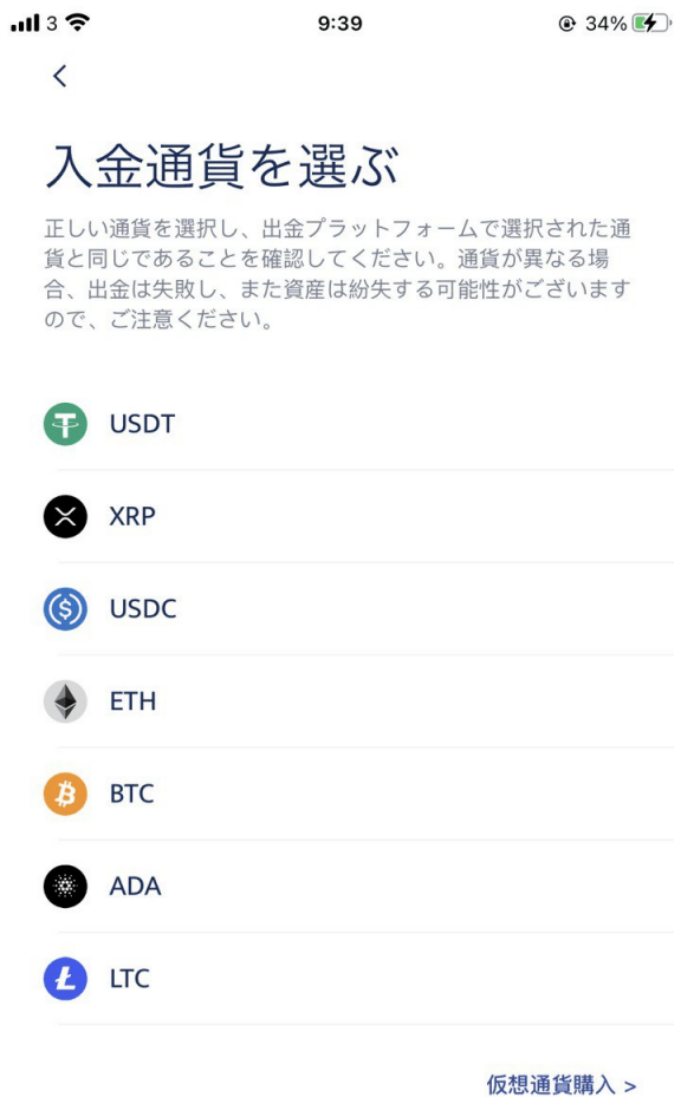 3 9:39 34%
入金通貨を選ぶ
正しい通貨を選択し、出金プラットフォームで選択された通
貨と同じであることを確認してください。通貨が異なる場
合、出金は失敗し、また資産は紛失する可能性がございます
ので、ご注意ください。
USDT
XRP
USDC
ETH
BTC
ADA
LTC
仮想通貨購入 >